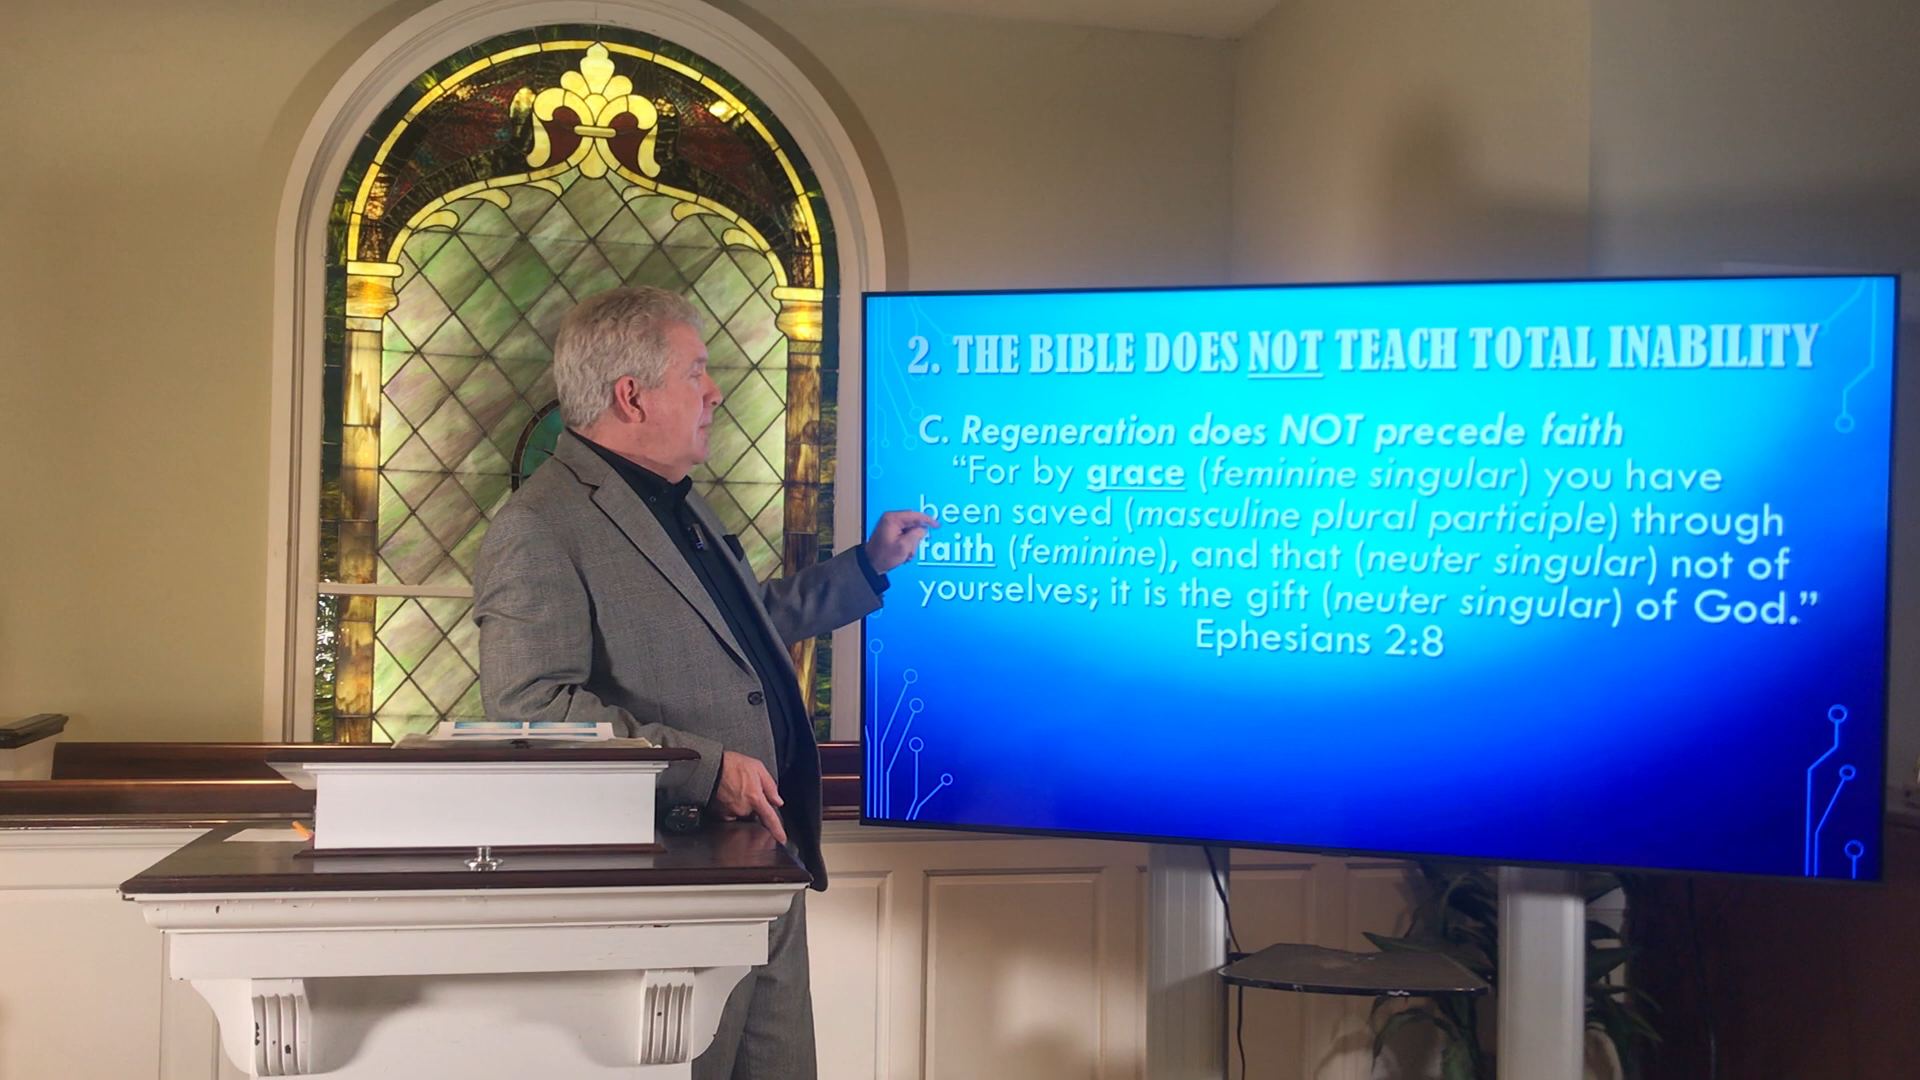 2. THE BIBLE DOES NOT TEACH TOTAL INABILITY
C. Regeneration does NOT precede faith
“For by grace (feminine singular) you have
been saved (masculine plural participle) through
faith (feminine), and that (neuter singular) not of
yourselves; it is the gift (neuter singular) of God.”
Ephesians 2:8